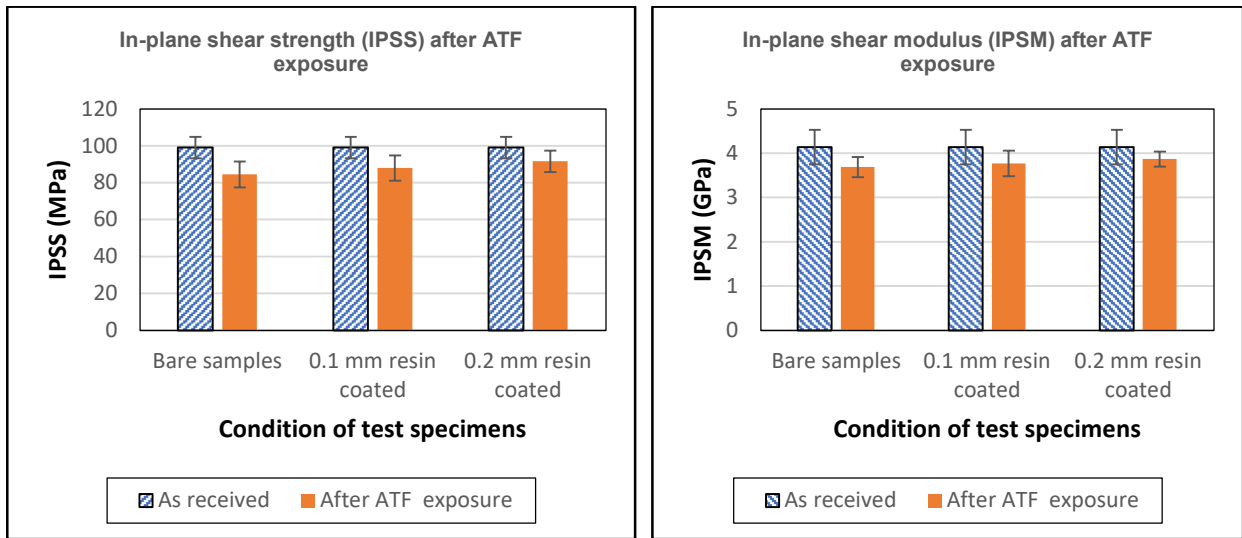 In-plane shear strength (IPSS) after ATF
exposure
120
100
80
60
40
20
0
IPSS (MPa)
Bare samples
0.1 mm resin
coated
0.2 mm resin
coated
Condition of test specimens
As received
After ATF exposure
In-plane shear modulus (IPSM) after ATF
exposure
5
4
3
2
1
0
IPSM (GPa)
Bare samples
0.1 mm resin
coated
0.2 mm resin
coated
Condition of test specimens
As received
After ATF exposure